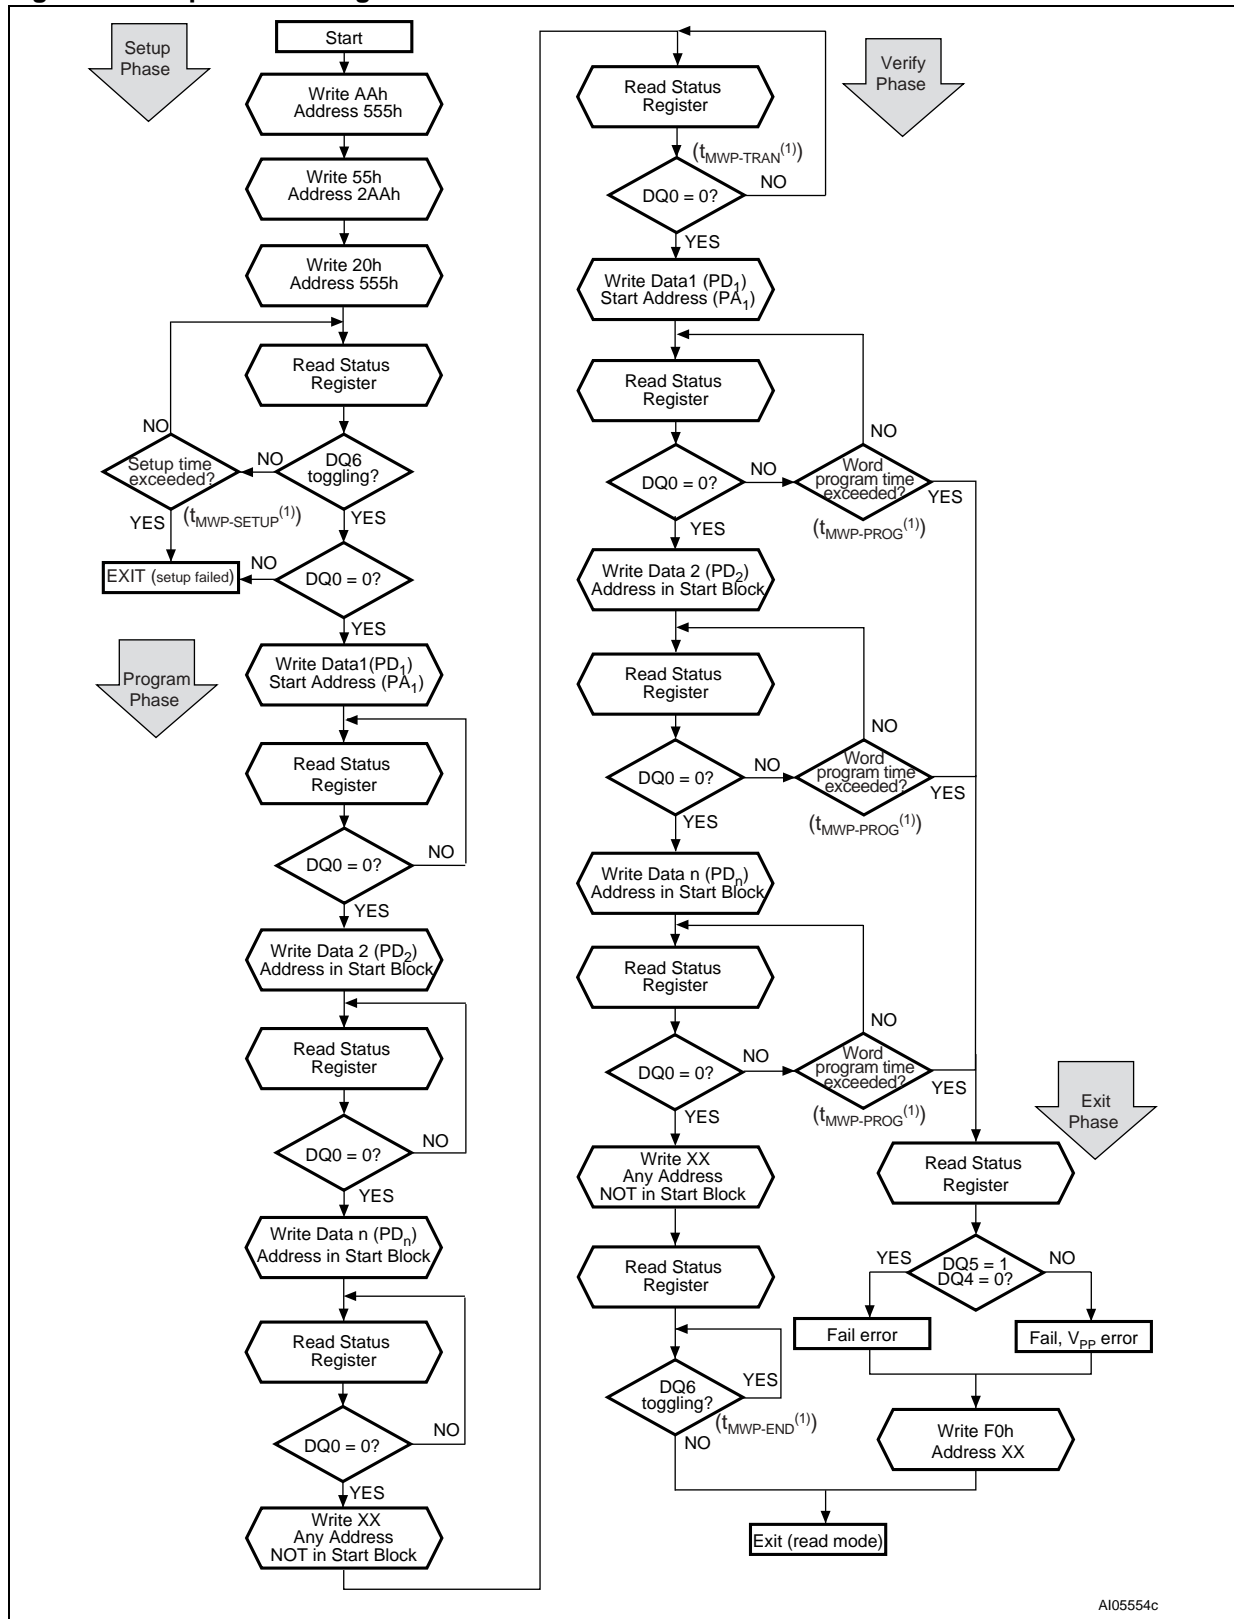 Setup
Phase
Start
Write AAh
Address 555h
Write 55h
Address 2AAh
Write 20h
Address 555h
Read Status
Register
NO
Setup time
exceeded?
NO
DQ6
toggling?
YES
(tMWP-SETUP(1))
YES
EXIT (setup failed)
NO
DQ0 = 0?
YES
Program
Phase
Write Data1(PD1)
Start Address (PA1)
Read Status
Register
DQ0 = 0?
NO
YES
Write Data 2 (PD2)
Address in Start Block
Read Status
Register
DQ0 = 0?
NO
YES
Write Data n (PDn)
Address in Start Block
Read Status
Register
DQ0 = 0?
NO
YES
Write XX
Any Address
NOT in Start Block
Verify
Phase
Read Status
Register
(tMWP-TRAN(1))
DQ0 = 0?
NO
YES
Write Data1 (PD1)
Start Address (PA1)
Read Status
Register
NO
DQ0 = 0?
NO
Word
program time
exceeded?
YES
(tMWP-PROG(1))
YES
Write Data 2 (PD2)
Address in Start Block
Read Status
Register
NO
DQ0 = 0?
NO
Word
program time
exceeded?
YES
(tMWP-PROG(1))
YES
Write Data n (PDn)
Address in Start Block
Read Status
Register
NO
DQ0 = 0?
NO
Word
program time
exceeded?
YES
(tMWP-PROG(1))
YES
Write XX
Any Address
NOT in Start Block
Read Status
Register
DQ6
toggling?
YES
(tMWP-END(1))
NO
Exit
Phase
Read Status
Register
YES
DQ5 = 1
DQ4 = 0?
NO
Fail error
Fail, VPP error
Write F0h
Address XX
Exit (read mode)
AI05554c